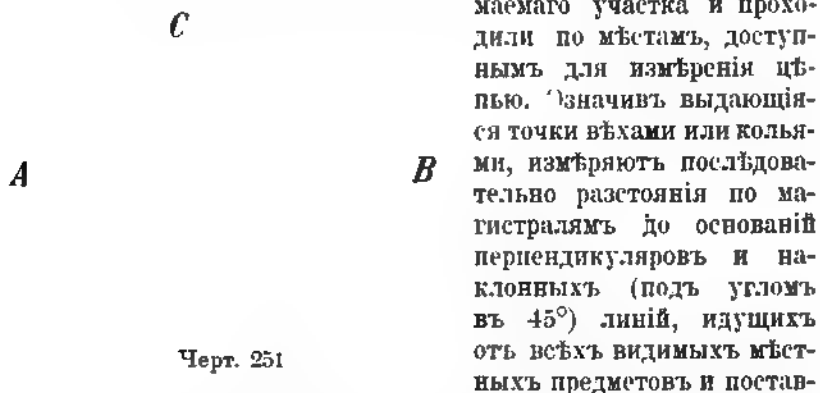 C
A
B
Черт. 251
маемаго участка и прохо-
дили по мѣстамъ, доступ-
нымъ для измѣренія цѣ-
пью. Означивъ выдающія-
ся точки вѣхами или колья-
ми, измѣряютъ послѣдова-
тельно разстоянія по ма-
гистралямъ до основаній
перпендикуляровъ и на-
клонныхъ (подъ угломъ
въ 45°) линій, идущихъ
отъ всѣхъ видимыхъ мѣст-
ныхъ предметовъ и постав-